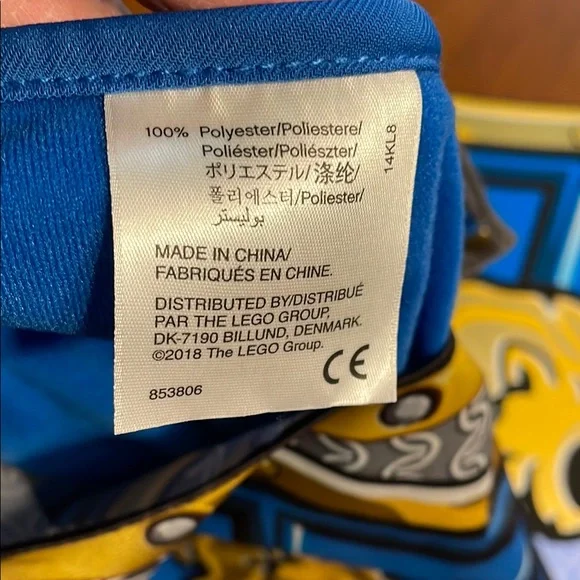 100% Polyester/Poliestere/
Poliéster/Poliészter/
ポリエステル/涤纶/
폴리에스터/Poliester/
بوليستر
MADE IN CHINA/
FABRIQUÉS EN CHINE.
DISTRIBUTED BY/DISTRIBUÉ
PAR THE LEGO GROUP,
DK-7190 BILLUND, DENMARK.
©2018 The LEGO Group.
CE
853806
14KL8